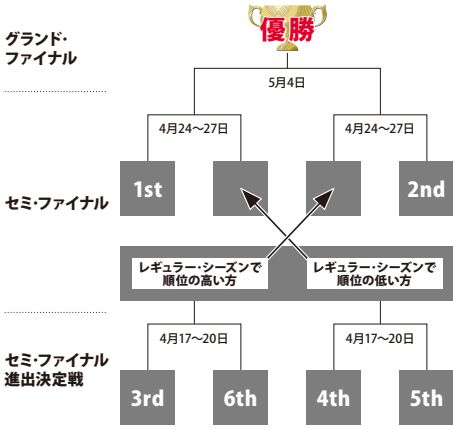 優勝
グランド・
ファイナル
5月4日
4月24〜27日
4月24〜27日
セミ・ファイナル
1st
2nd
レギュラー・シーズンで
順位の高い方
レギュラー・シーズンで
順位の低い方
4月17〜20日
4月17〜20日
セミ・ファイナル
進出決定戦
3rd
6th
4th
5th